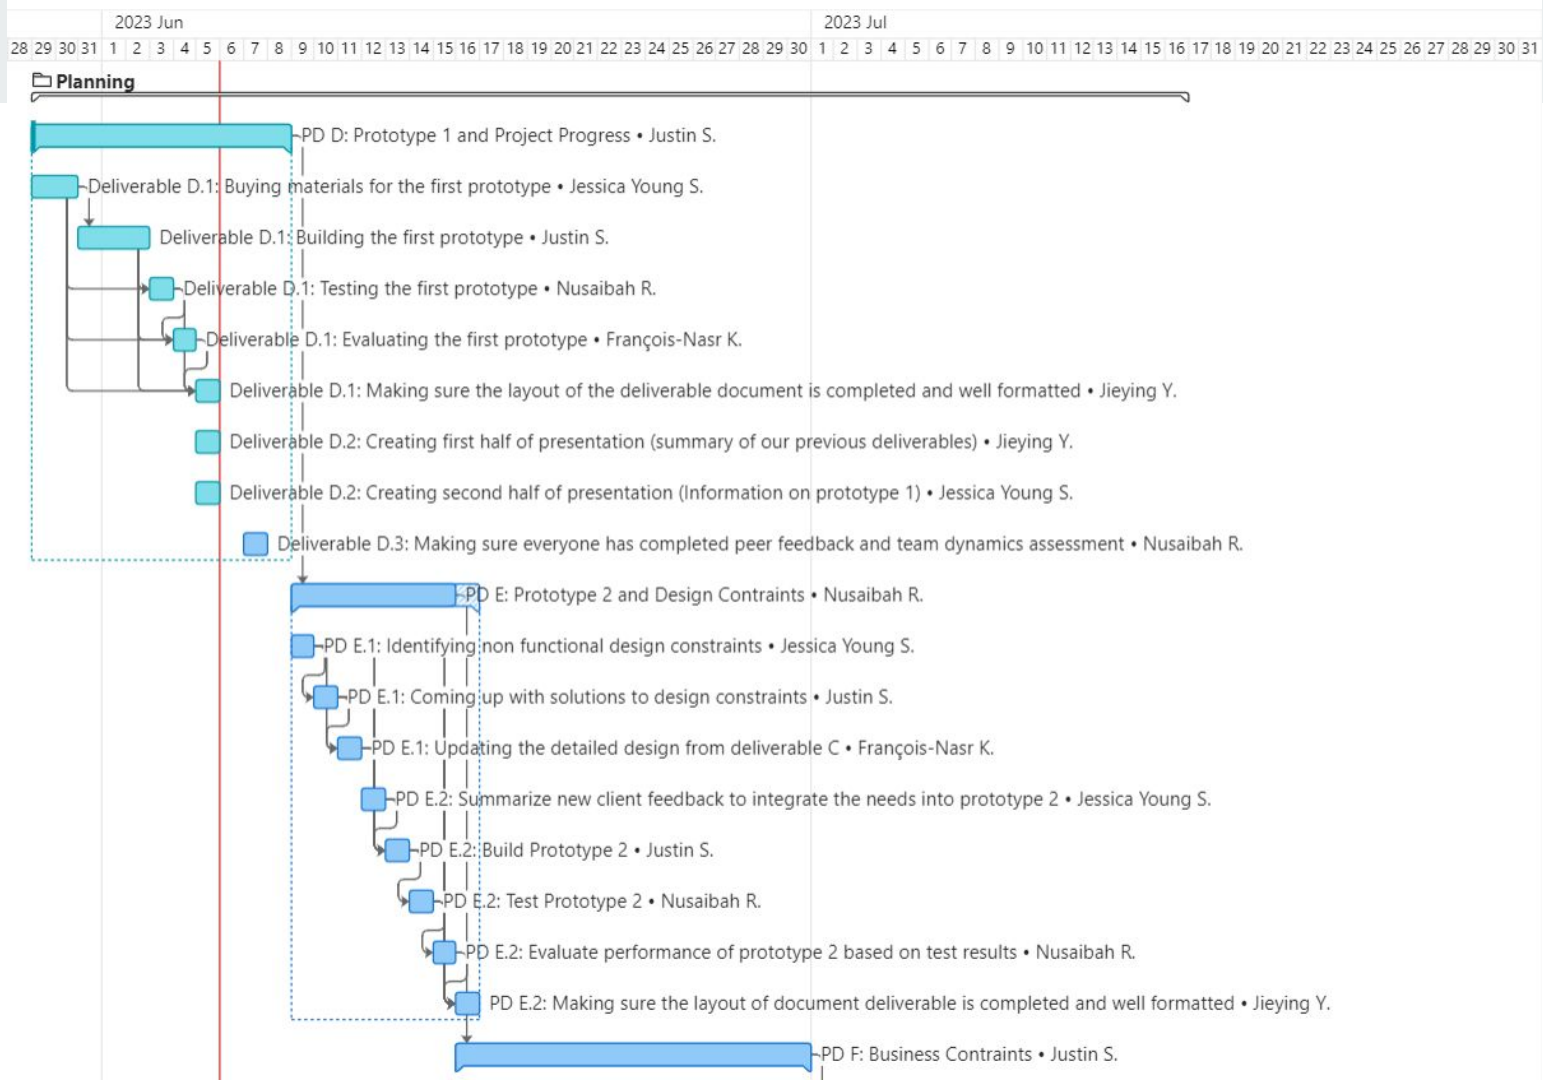 2023 Jun 2023 Jul
28 29 30 31 1 2 3 4 5 6 7 8 9 10 11 12 13 14 15 16 17 18 19 20 21 22 23 24 25 26 27 28 29 30 1 2 3 4 5 6 7 8 9 10 11 12 13 14 15 16 17 18 19 20 21 22 23 24 25 26 27 28 29 30 31
Planning
PD D: Prototype 1 and Project Progress • Justin S.
Deliverable D.1: Buying materials for the first prototype • Jessica Young S.
Deliverable D.1: Building the first prototype • Justin S.
Deliverable D.1: Testing the first prototype • Nusaibah R.
Deliverable D.1: Evaluating the first prototype • François-Nasr K.
Deliverable D.1: Making sure the layout of the deliverable document is completed and well formatted • Jieying Y.
Deliverable D.2: Creating first half of presentation (summary of our previous deliverables) • Jieying Y.
Deliverable D.2: Creating second half of presentation (Information on prototype 1) • Jessica Young S.
Deliverable D.3: Making sure everyone has completed peer feedback and team dynamics assessment • Nusaibah R.
PD E: Prototype 2 and Design Contraints • Nusaibah R.
PD E.1: Identifying non functional design constraints • Jessica Young S.
PD E.1: Coming up with solutions to design constraints • Justin S.
PD E.1: Updating the detailed design from deliverable C • François-Nasr K.
PD E.2: Summarize new client feedback to integrate the needs into prototype 2 • Jessica Young S.
PD E.2: Build Prototype 2 • Justin S.
PD E.2: Test Prototype 2 • Nusaibah R.
PD E.2: Evaluate performance of prototype 2 based on test results • Nusaibah R.
PD E.2: Making sure the layout of document deliverable is completed and well formatted • Jieying Y.
PD F: Business Contraints • Justin S.